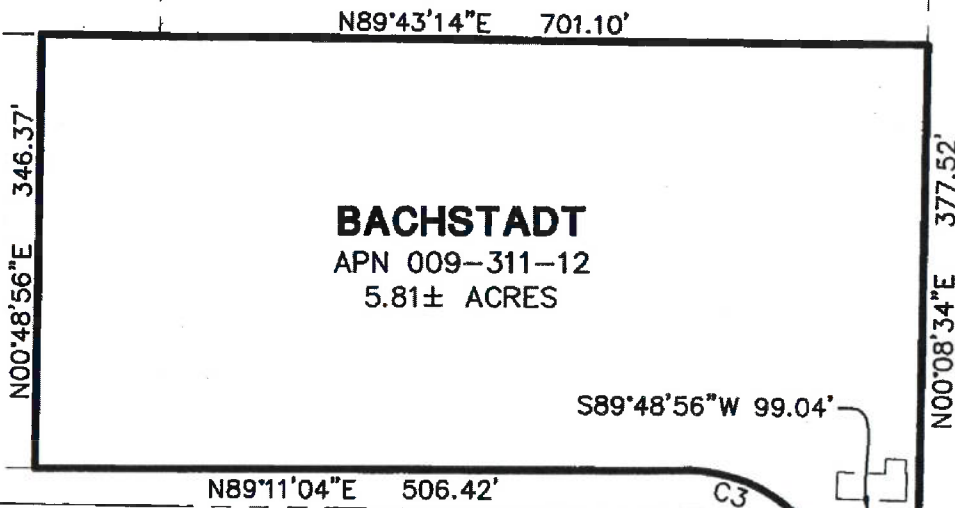 N89°43'14"E 701.10'
N00°48'56"E 346.37'
BACHSTADT
APN 009-311-12
5.81± ACRES
N00°08'34"E 377.52'
S89°48'56"W 99.04'
N89°11'04"E 506.42'
C3